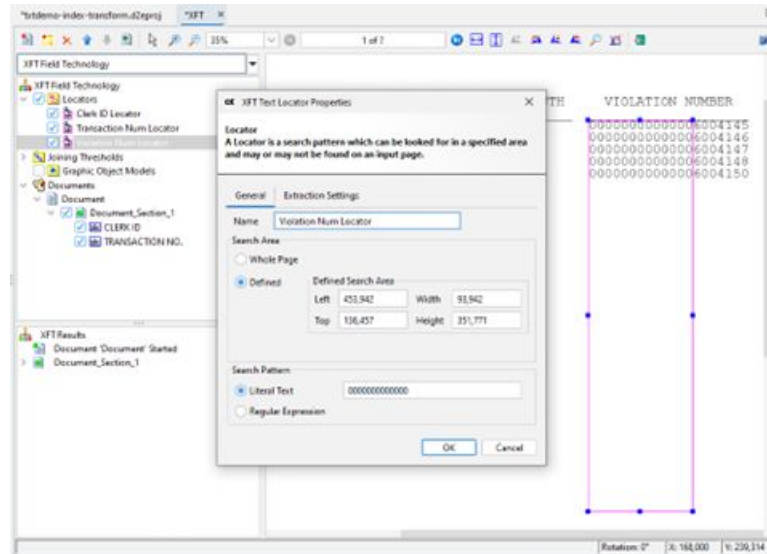 *trtdemo-index-transform.d2eproj
*XFT
35%
1 of 7
XFT Field Technology
XFT Field Technology
Locators
Clerk ID Locator
Transaction Num Locator
Violation Num Locator
Joining Thresholds
Graphic Object Models
Documents
Document
Document_Section_1
CLERK ID
TRANSACTION NO.
XFT Results
Document 'Document' Started
Document_Section_1
XFT Text Locator Properties
Locator
A Locator is a search pattern which can be looked for in a specified area
and may or may not be found on an input page.
General
Extraction Settings
Name
Violation Num Locator
Search Area
Whole Page
Defined
Defined Search Area
Left 453,942 Width 93,942
Top 136,457 Height 351,771
Search Pattern
Literal Text
0000000000000
Regular Expression
OK
Cancel
TH
VIOLATION NUMBER
00000000000006004145
00000000000006004146
00000000000006004147
00000000000006004148
00000000000006004150
Rotation: 0°
X: 168,000
Y: 239,314